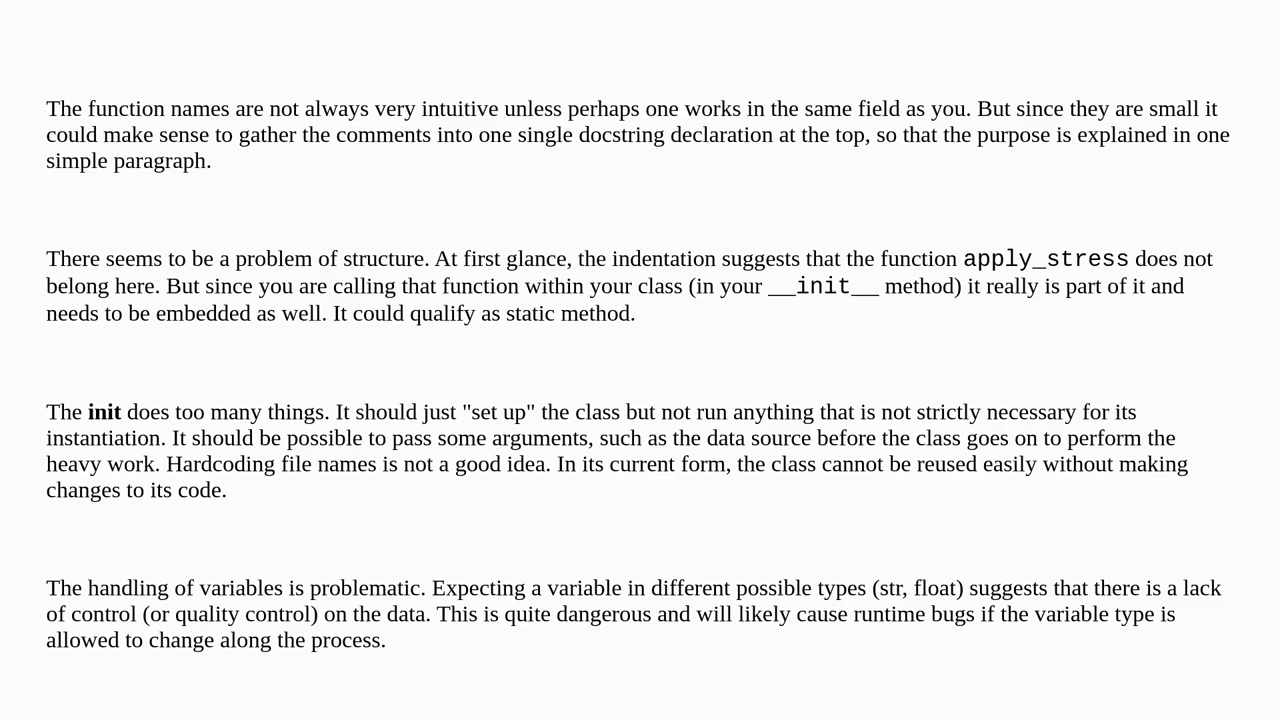 The function names are not always very intuitive unless perhaps one works in the same field as you. But since they are small it
could make sense to gather the comments into one single docstring declaration at the top, so that the purpose is explained in one
simple paragraph.
There seems to be a problem of structure. At first glance, the indentation suggests that the function apply_stress does not
belong here. But since you are calling that function within your class (in your __init__ method) it really is part of it and
needs to be embedded as well. It could qualify as static method.
The init does too many things. It should just "set up" the class but not run anything that is not strictly necessary for its
instantiation. It should be possible to pass some arguments, such as the data source before the class goes on to perform the
heavy work. Hardcoding file names is not a good idea. In its current form, the class cannot be reused easily without making
changes to its code.
The handling of variables is problematic. Expecting a variable in different possible types (str, float) suggests that there is a lack
of control (or quality control) on the data. This is quite dangerous and will likely cause runtime bugs if the variable type is
allowed to change along the process.